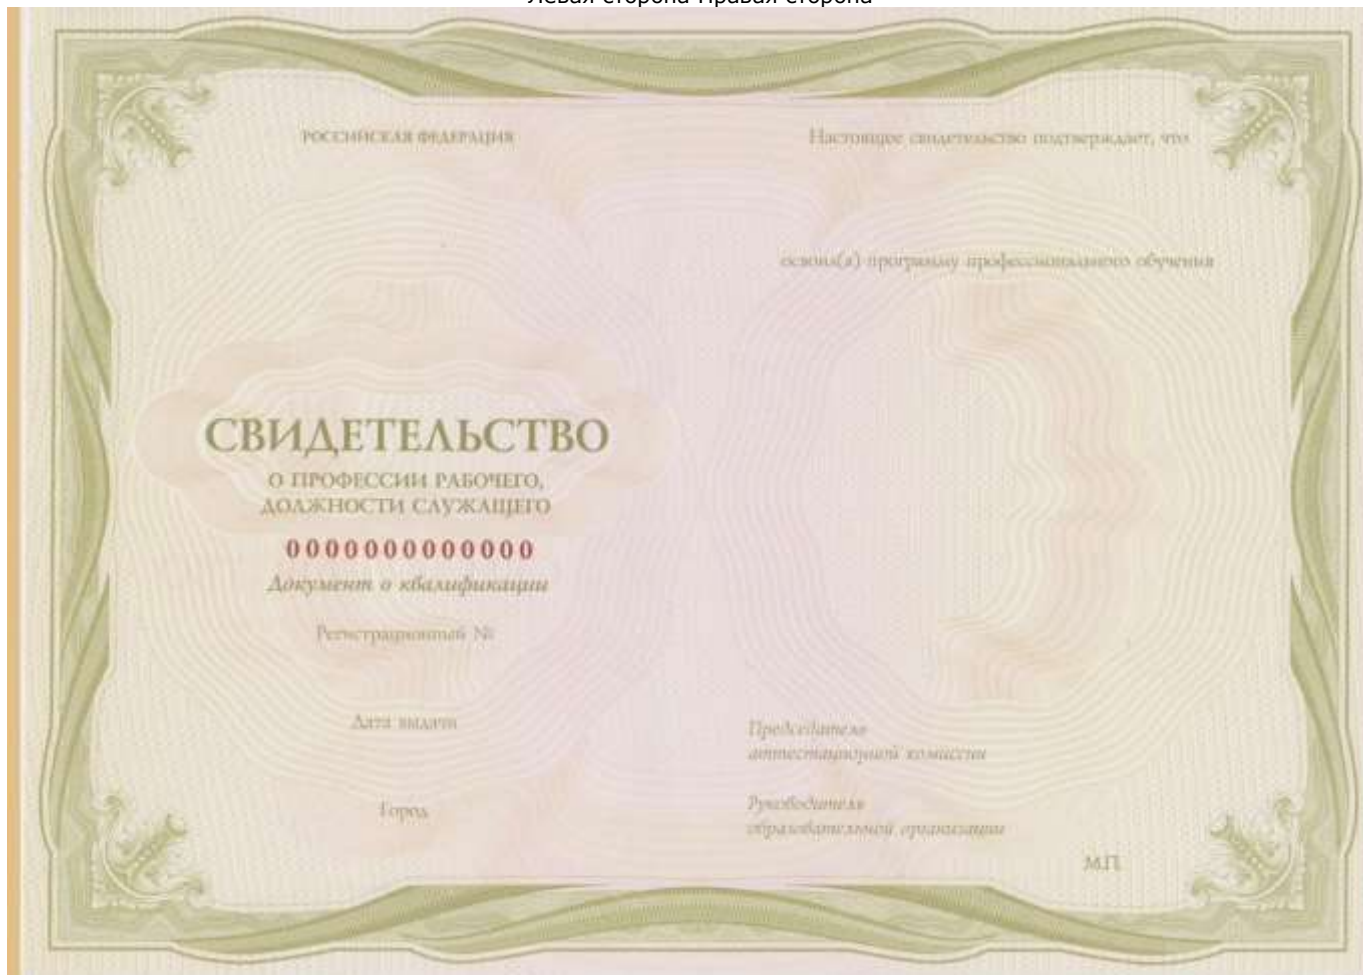 Левая сторона Правая сторона
РОССИЙСКАЯ ФЕДЕРАЦИЯ
СВИДЕТЕЛЬСТВО
О ПРОФЕССИИ РАБОЧЕГО,
ДОЛЖНОСТИ СЛУЖАЩЕГО
0000000000000
Документ о квалификации
Регистрационный №
Дата выдачи
Город
Настоящее свидетельство подтверждает, что
освоил(а) программу профессионального обучения
Председатель
аттестационной комиссии
Руководитель
образовательной организации
М.П.